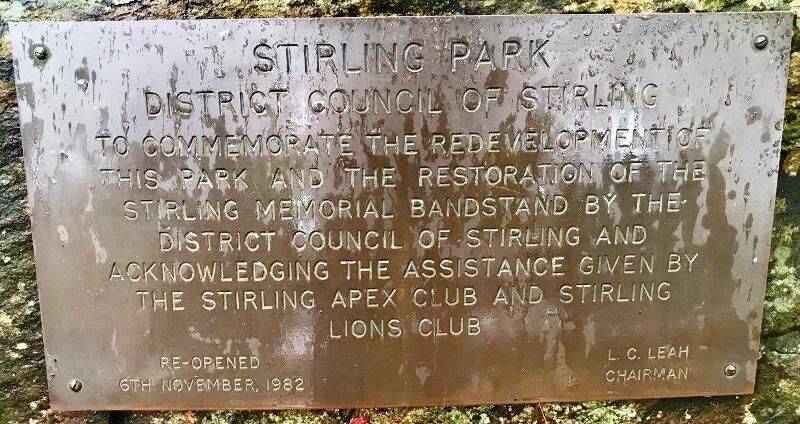 STIRLING PARK
DISTRICT COUNCIL OF STIRLING
TO COMMEMORATE THE REDEVELOPMENT OF
THIS PARK AND THE RESTORATION OF THE
STIRLING MEMORIAL BANDSTAND BY THE
DISTRICT COUNCIL OF STIRLING AND
ACKNOWLEDGING THE ASSISTANCE GIVEN BY
THE STIRLING APEX CLUB AND STIRLING
LIONS CLUB
RE-OPENED
6TH NOVEMBER, 1982
L. C. LEAH
CHAIRMAN